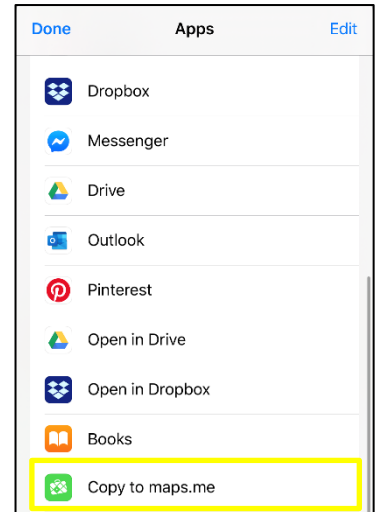 Done Apps Edit
Dropbox
Messenger
Drive
Outlook
Pinterest
Open in Drive
Open in Dropbox
Books
Copy to maps.me